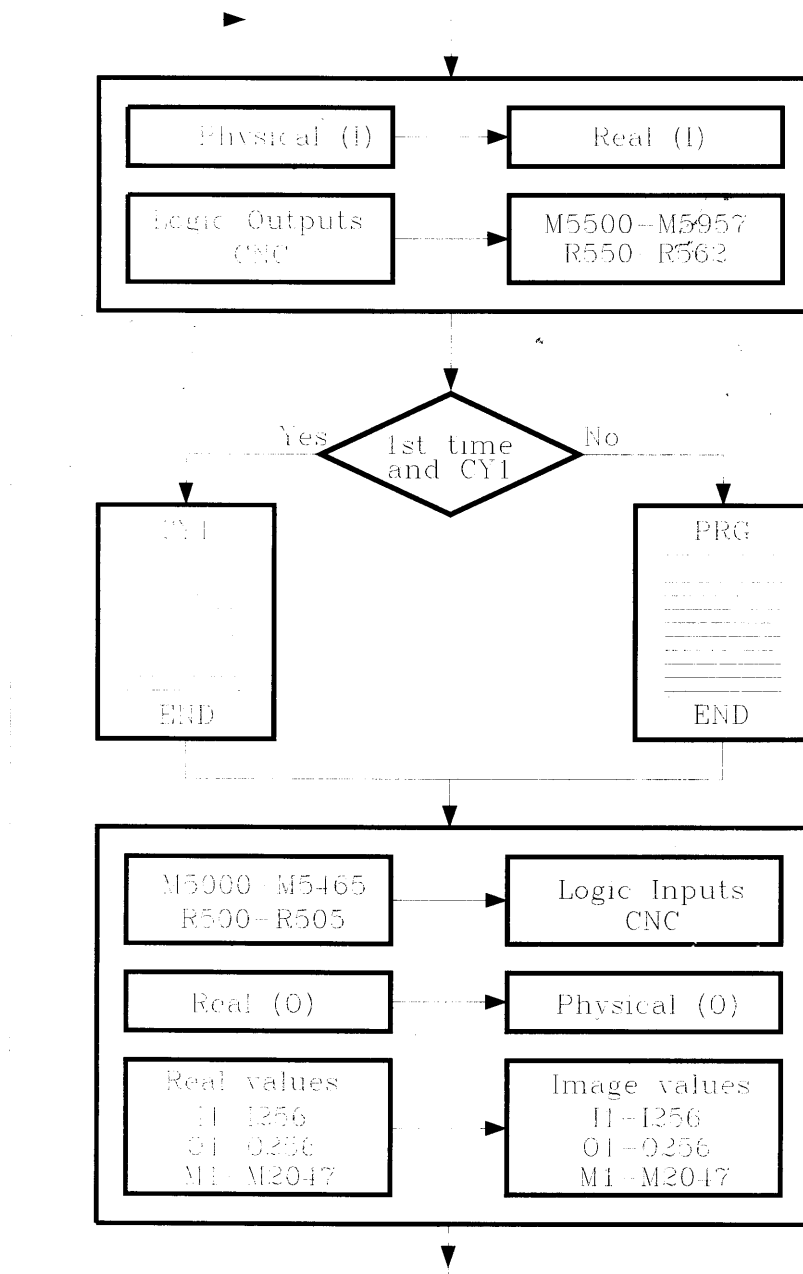 Physical (I)
Real (I)
Logic Outputs
CNC
M5500-M5957
R550-R562
Yes
1st time
and CY1
No
CY1
PRG
END
END
M5000-M5465
R500-R505
Logic Inputs
CNC
Real (O)
Physical (O)
Real values
I1-I256
O1-O256
M1-M2047
Image values
I1-I256
O1-O256
M1-M2047